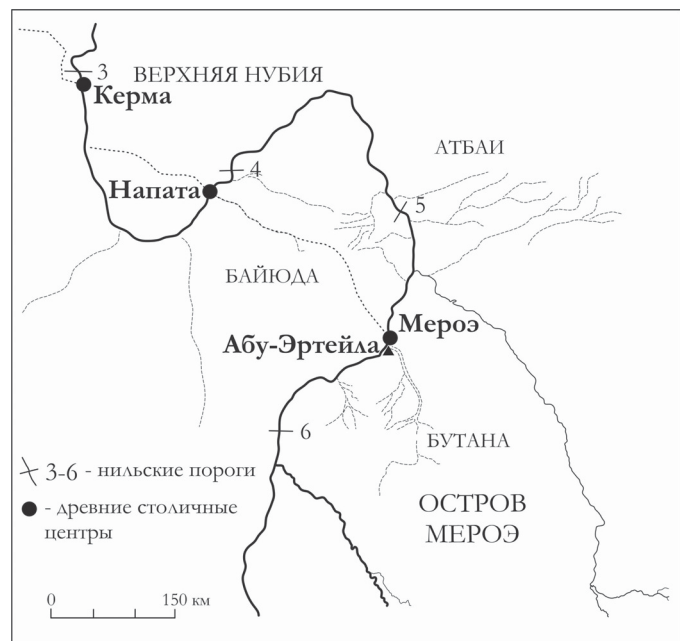 3
ВЕРХНЯЯ НУБИЯ
Керма
АТБАИ
4
Напата
5
БАЙЮДА
Мероэ
Абу-Эртейла
6
БУТАНА
3-6 - нильские пороги
ОСТРОВ
МЕРОЭ
- древние столичные
центры
0 150 км